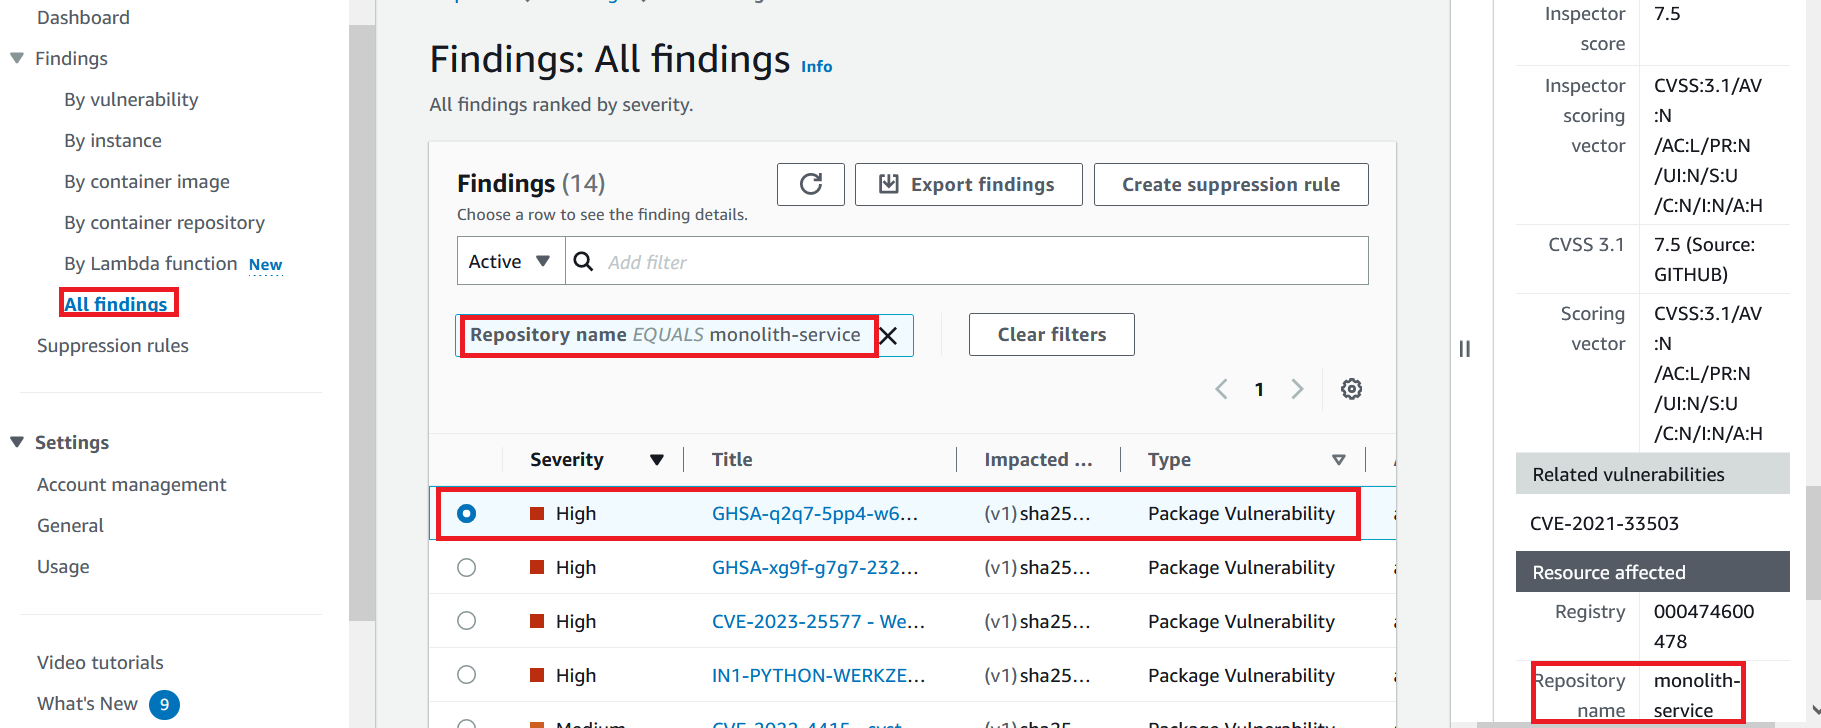 Dashboard
Findings
By vulnerability
By instance
By container image
By container repository
By Lambda function New
All findings
Suppression rules
Settings
Account management
General
Usage
Video tutorials
What's New 9
Findings: All findings Info
All findings ranked by severity.
Findings (14)
Choose a row to see the finding details.
Export findings
Create suppression rule
Active
Add filter
Repository name EQUALS monolith-service
Clear filters
1
Severity Title Impacted ... Type
High GHSA-q2q7-5pp4-w6... (v1) sha25... Package Vulnerability
High GHSA-xg9f-g7g7-232... (v1) sha25... Package Vulnerability
High CVE-2023-25577 - We... (v1) sha25... Package Vulnerability
High IN1-PYTHON-WERKZE... (v1) sha25... Package Vulnerability
Medium CVE-2022-4415 - syst
Inspector 7.5
score
Inspector CVSS:3.1/AV
scoring :N
vector /AC:L/PR:N
/UI:N/S:U
/C:N/I:N/A:H
CVSS 3.1 7.5 (Source:
GITHUB)
Scoring CVSS:3.1/AV
vector :N
/AC:L/PR:N
/UI:N/S:U
/C:N/I:N/A:H
Related vulnerabilities
CVE-2021-33503
Resource affected
Registry 000474600
478
Repository monolith-
name service